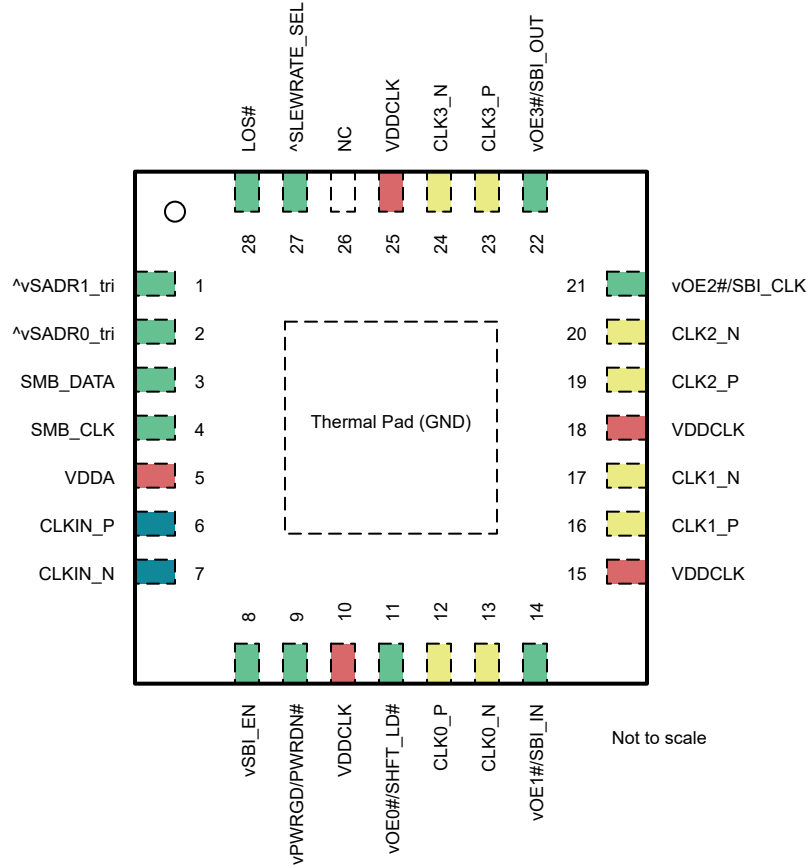 LOS#
^SLEWRATE_SEL
NC
VDDCLK
CLK3_N
CLK3_P
vOE3#/SBI_OUT
28
27
26
25
24
23
22
^vSADR1_tri 1
^vSADR0_tri 2
SMB_DATA 3
SMB_CLK 4
VDDA 5
CLKIN_P 6
CLKIN_N 7
Thermal Pad (GND)
21 vOE2#/SBI_CLK
20 CLK2_N
19 CLK2_P
18 VDDCLK
17 CLK1_N
16 CLK1_P
15 VDDCLK
8
9
10
11
12
13
14
vSBI_EN
vPWRGD/PWRDN#
VDDCLK
vOE0#/SHFT_LD#
CLK0_P
CLK0_N
vOE1#/SBI_IN
Not to scale